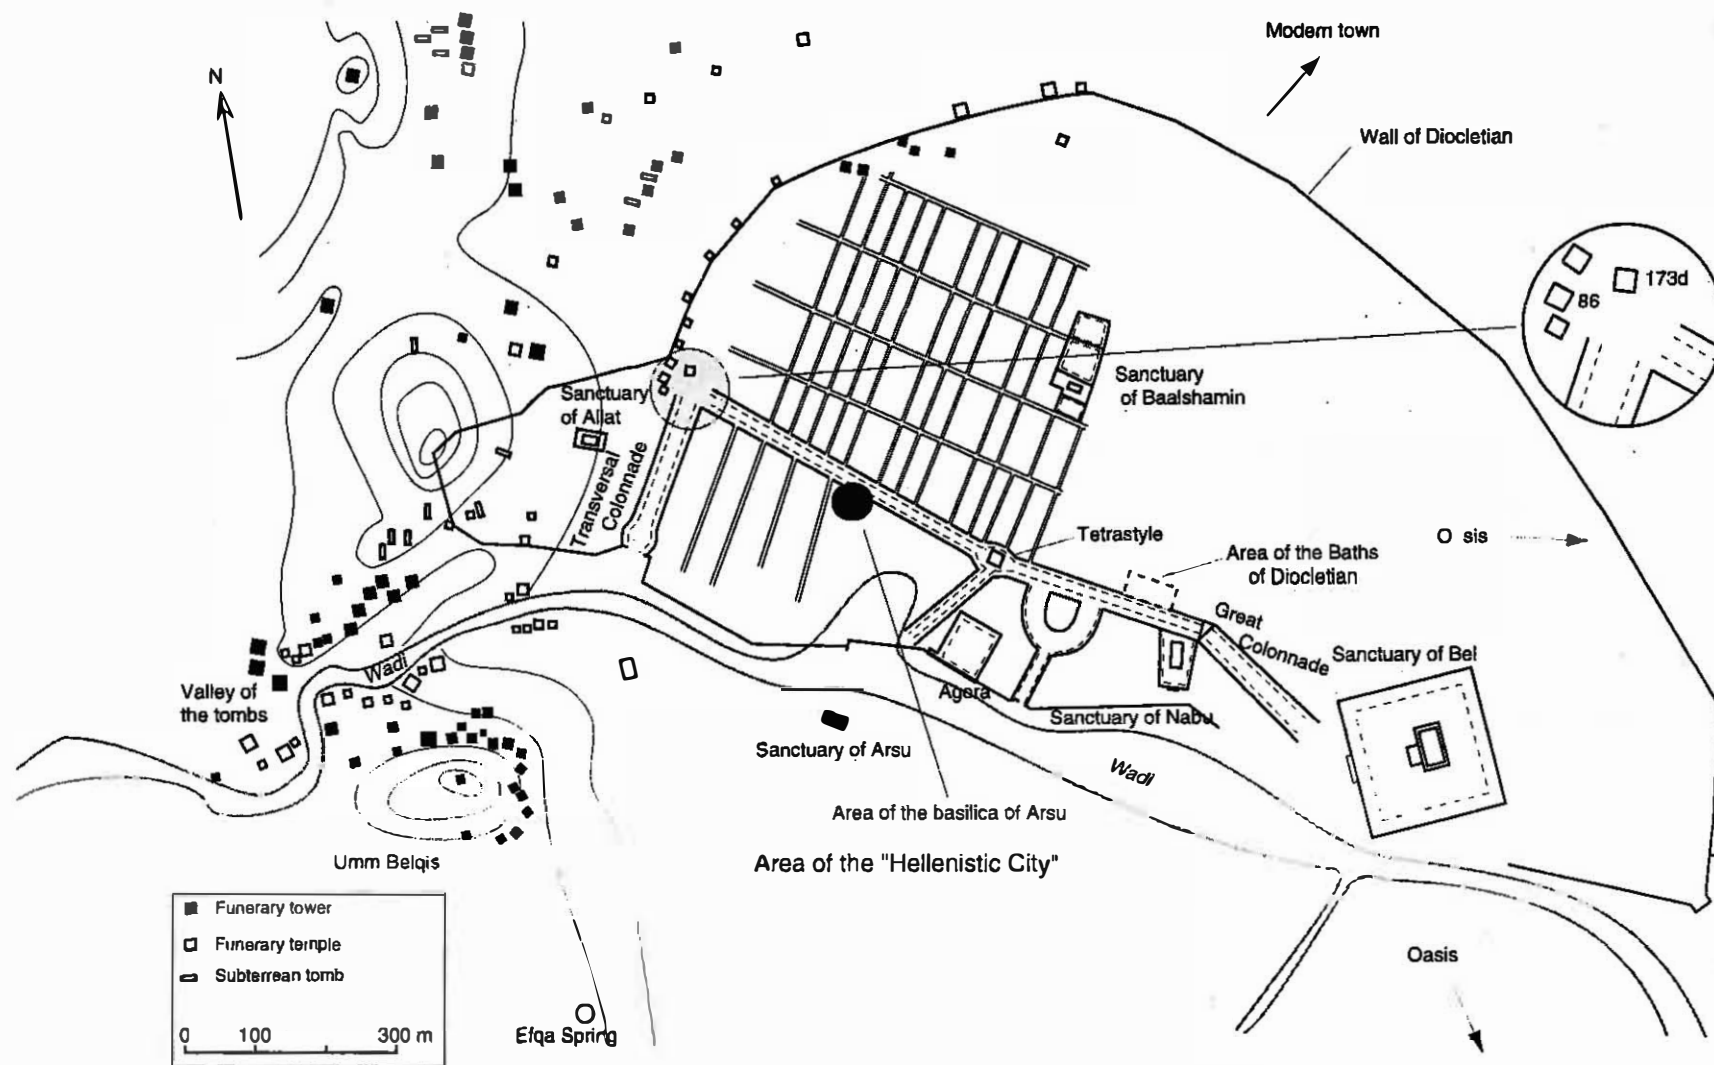 Modern town
N
Wall of Diocletian
173d
86
Sanctuary
of Allat
Sanctuary
of Baalshamin
Transversal
Colonnade
Tetrastyle
O sis
Area of the Baths
of Diocletian
Great
Colonnade
Sanctuary of Bel
Wadi
Valley of
the tombs
Agora
Sanctuary of Nabu
Sanctuary of Arsu
Wadi
Area of the basilica of Arsu
Umm Belqis
Area of the "Hellenistic City"
Funerary tower
Funerary temple
Subterrean tomb
0 100 300 m
Oasis
Efqa Spring